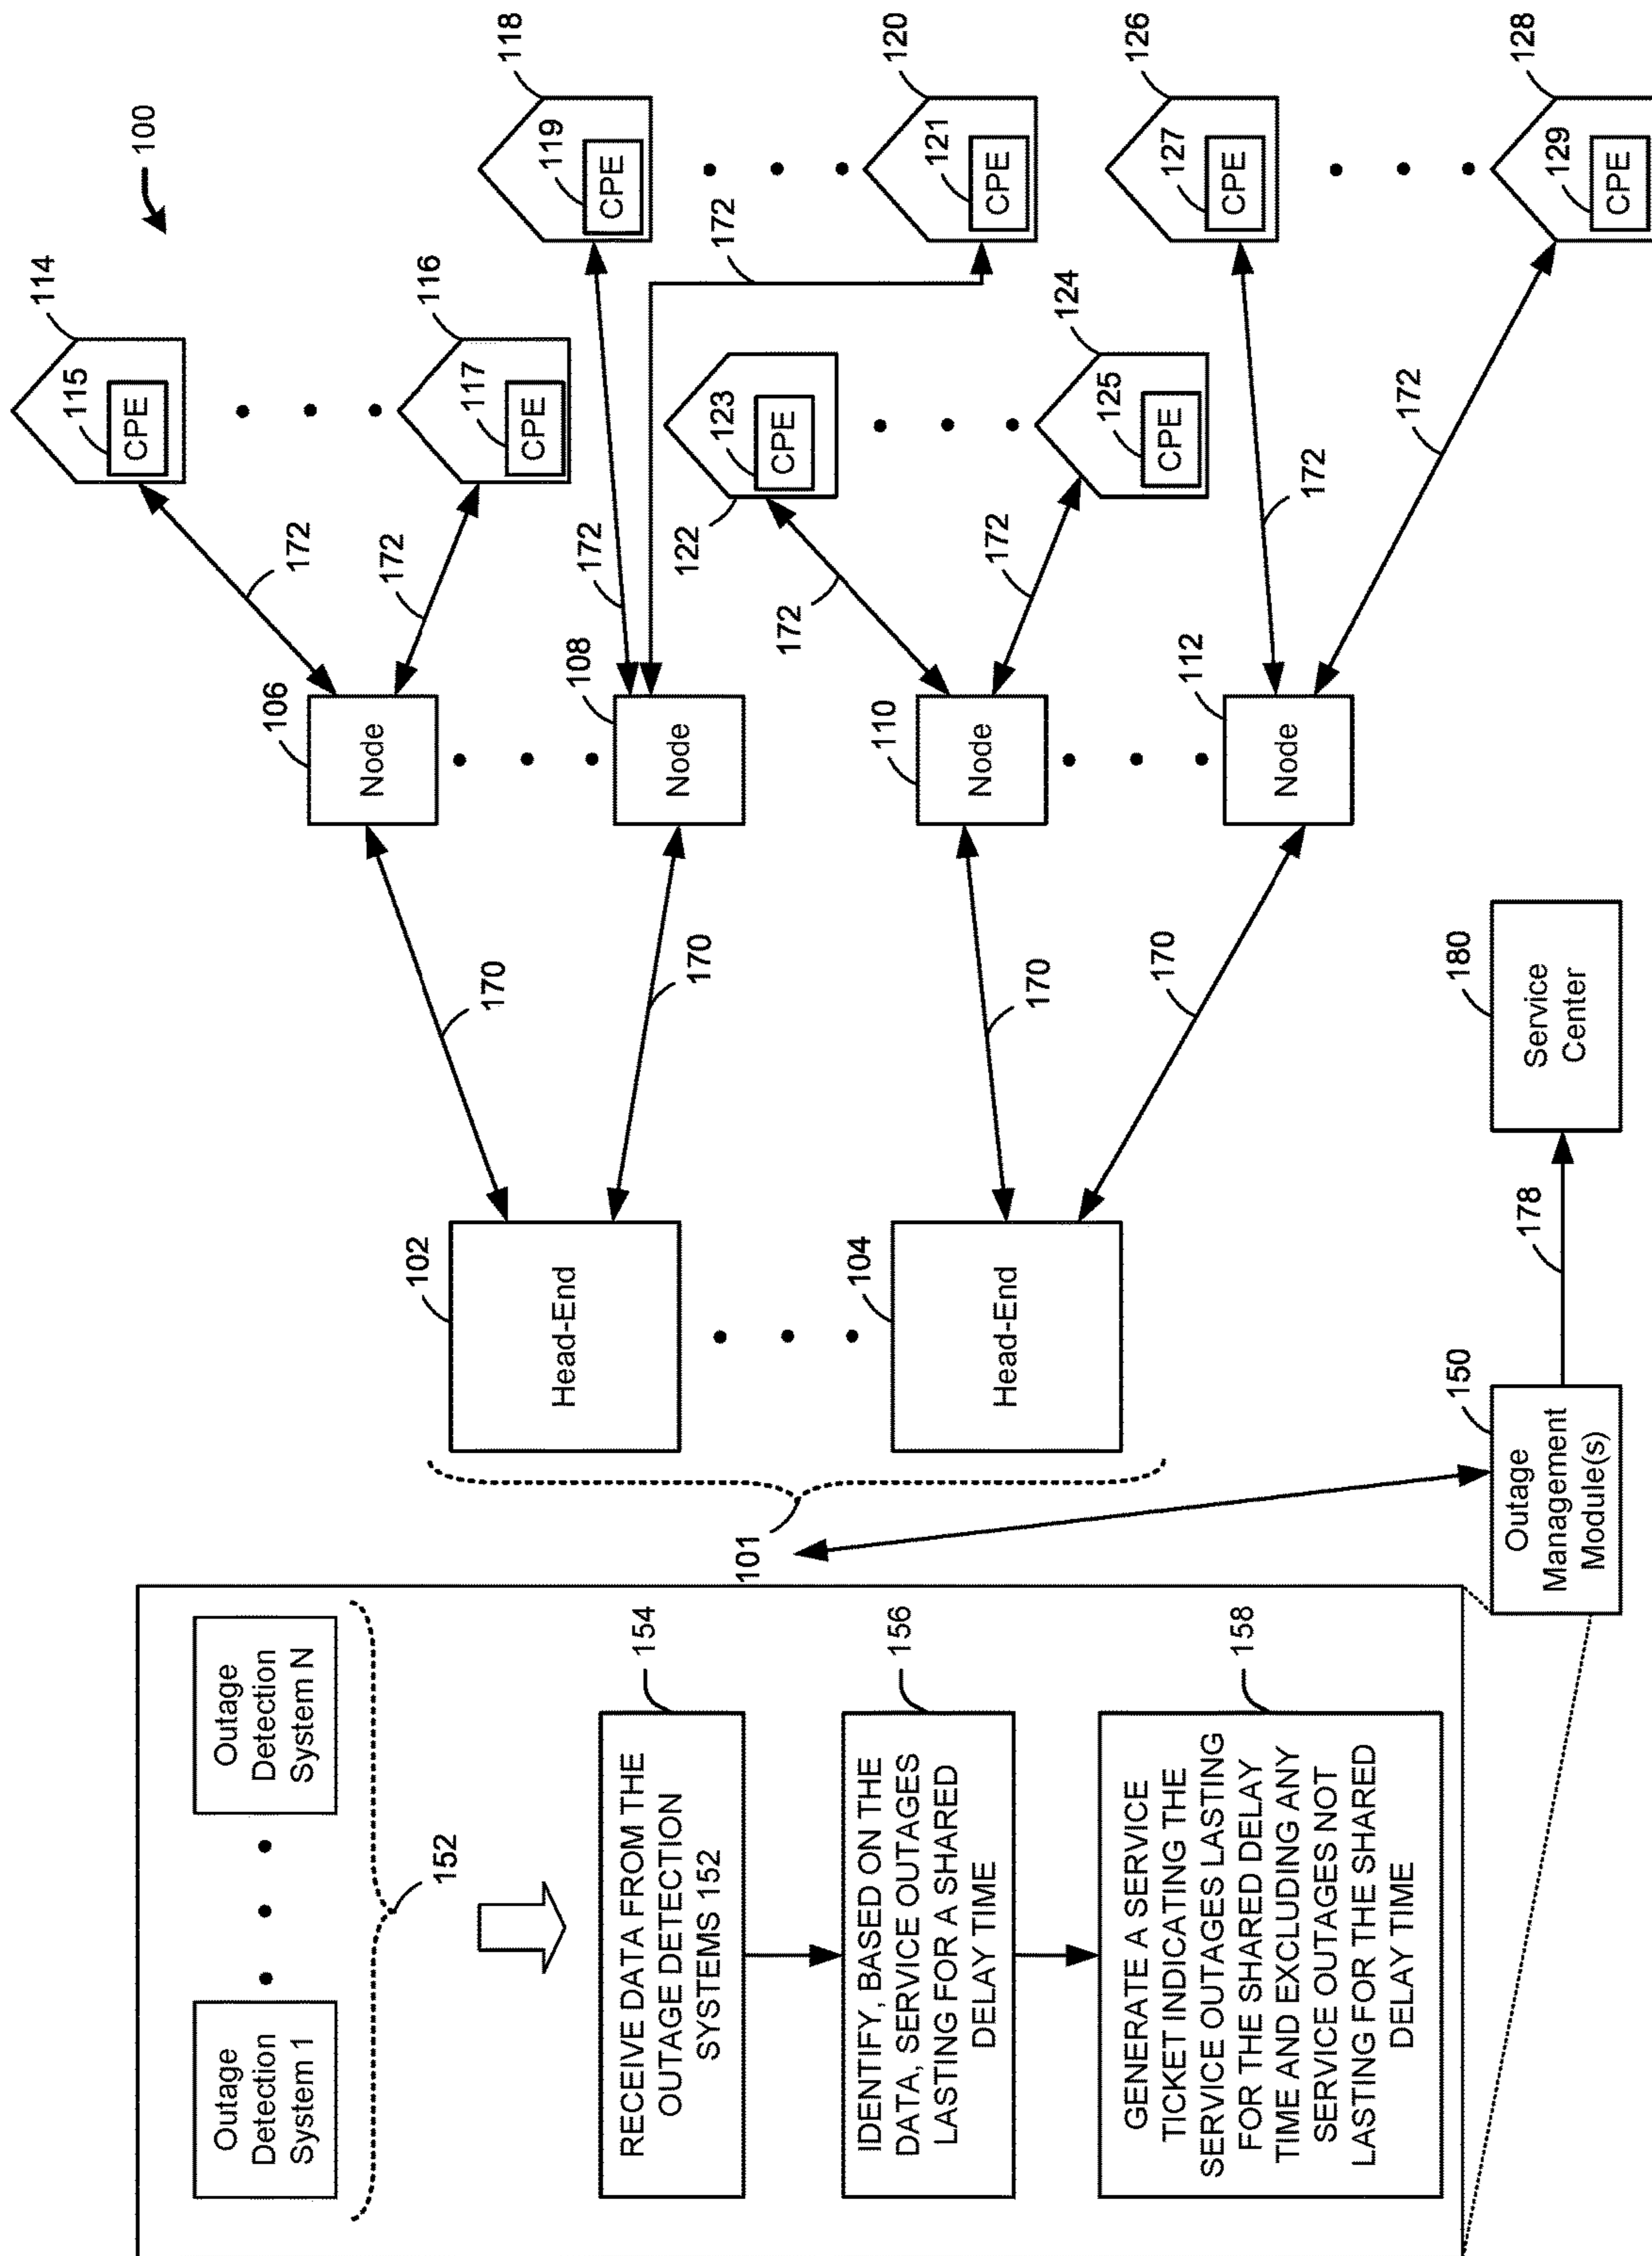 100
Outage
Detection
System 1
Outage
Detection
System N
152
RECEIVE DATA FROM THE
OUTAGE DETECTION
SYSTEMS 152
154
IDENTIFY, BASED ON THE
DATA, SERVICE OUTAGES
LASTING FOR A SHARED
DELAY TIME
156
GENERATE A SERVICE
TICKET INDICATING THE
SERVICE OUTAGES LASTING
FOR THE SHARED DELAY
TIME AND EXCLUDING ANY
SERVICE OUTAGES NOT
LASTING FOR THE SHARED
DELAY TIME
158
101
102
Head-End
104
Head-End
150
Outage
Management
Module(s)
178
180
Service
Center
170
170
170
170
106
Node
108
Node
110
Node
112
Node
172
172
172
172
172
172
172
172
114
115
CPE
116
117
CPE
118
119
CPE
120
121
CPE
122
123
CPE
124
125
CPE
126
127
CPE
128
129
CPE